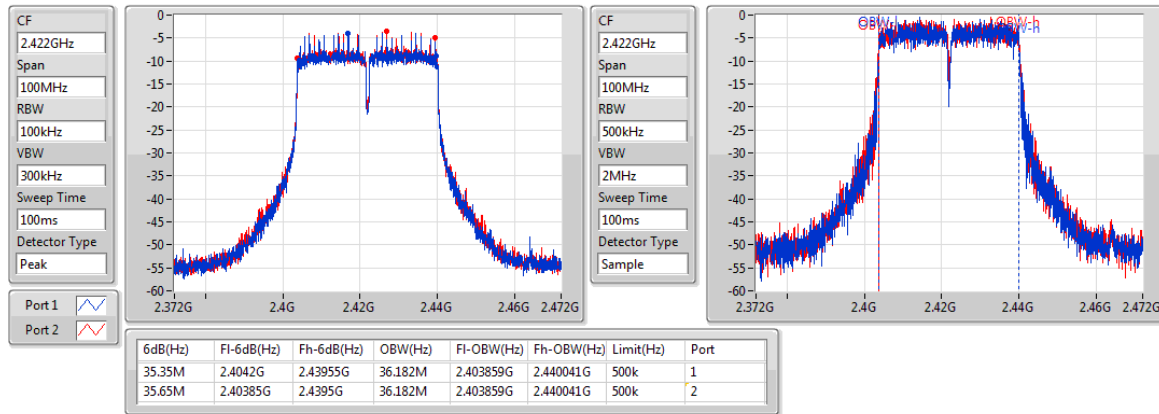 CF
2.422GHz
Span
100MHz
RBW
100kHz
VBW
300kHz
Sweep Time
100ms
Detector Type
Peak
Port 1
Port 2
0
-5
-10
-15
-20
-25
-30
-35
-40
-45
-50
-55
-60
2.372G 2.4G 2.42G 2.44G 2.46G 2.472G
CF
2.422GHz
Span
100MHz
RBW
500kHz
VBW
2MHz
Sweep Time
100ms
Detector Type
Sample
OBW-h
0
-5
-10
-15
-20
-25
-30
-35
-40
-45
-50
-55
-60
2.372G 2.4G 2.42G 2.44G 2.472G
6dB(Hz) Fl-6dB(Hz) Fh-6dB(Hz) OBW(Hz) Fl-OBW(Hz) Fh-OBW(Hz) Limit(Hz) Port
35.35M 2.4042G 2.43955G 36.182M 2.403859G 2.440041G 500k 1
35.65M 2.40385G 2.4395G 36.182M 2.403859G 2.440041G 500k 2